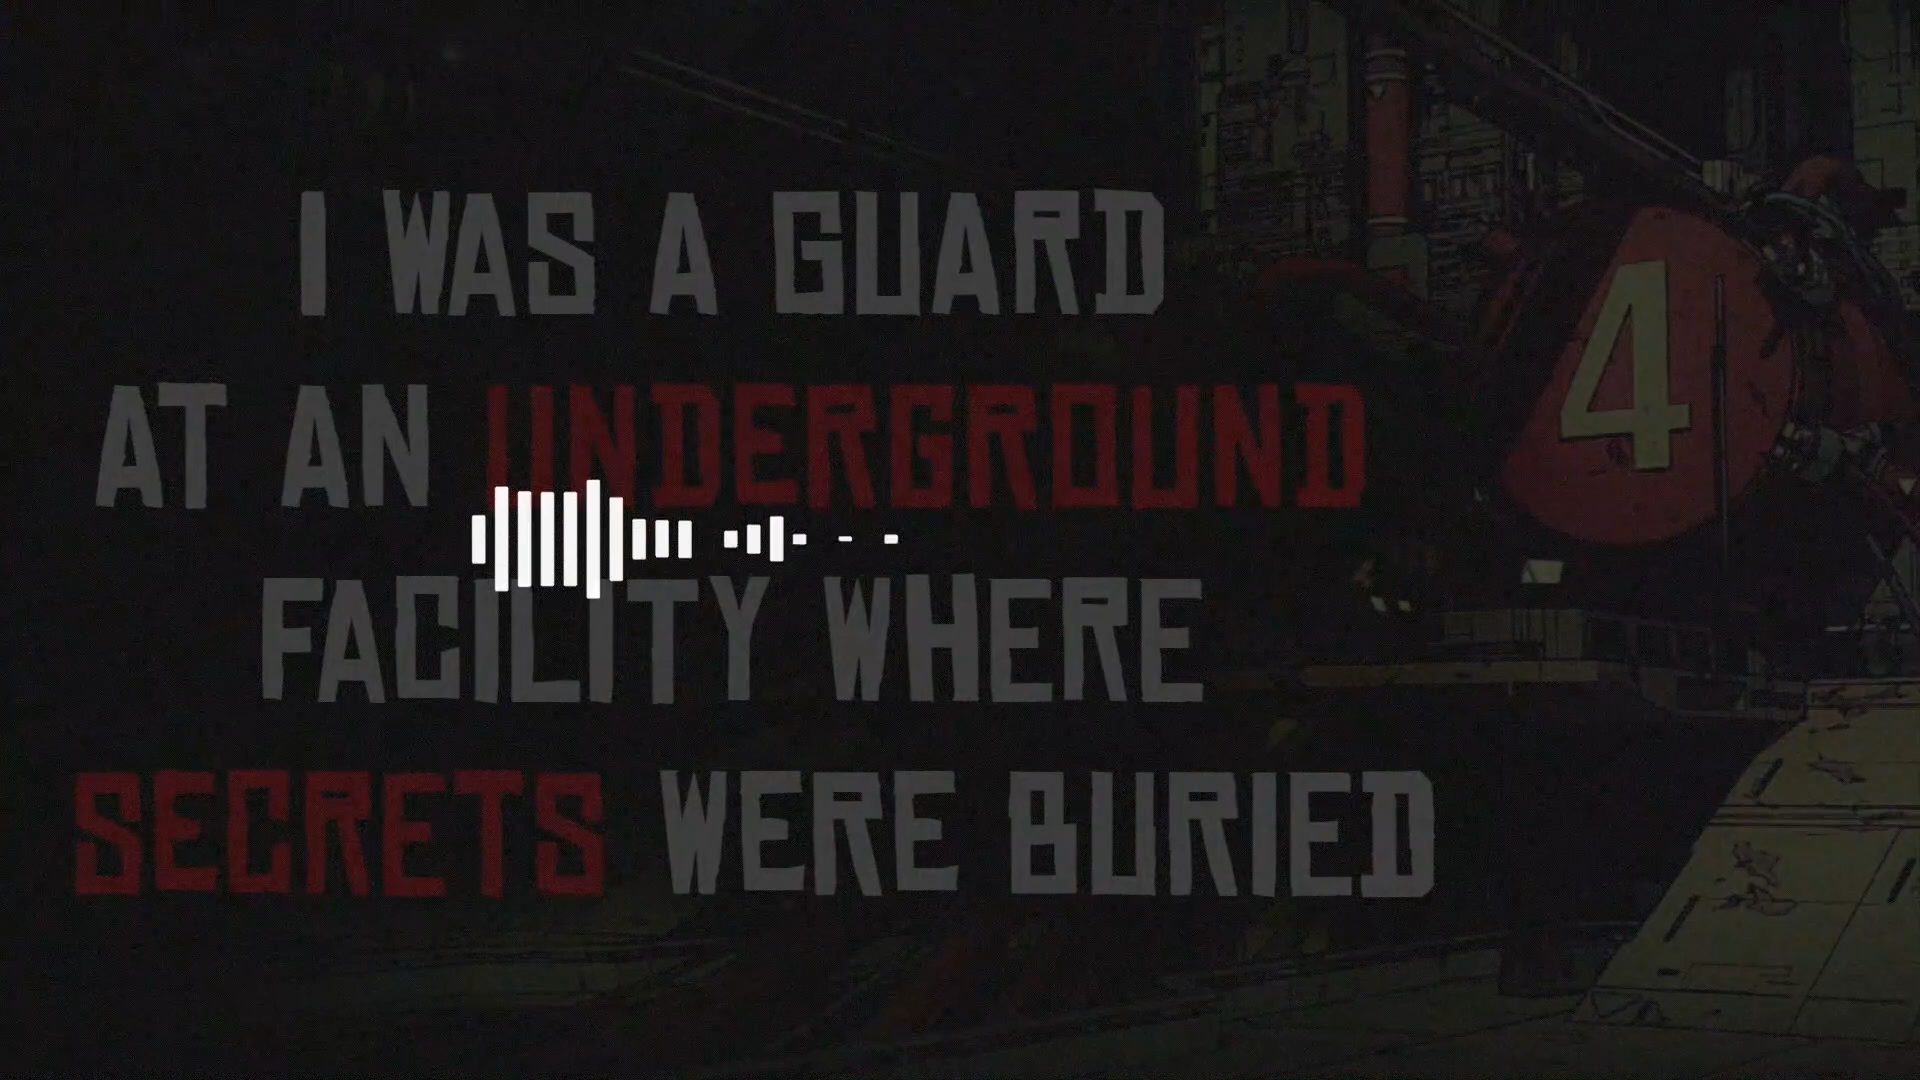 I WAS A GUARD
AT AN UNDERGROUND
FACILITY WHERE
SECRETS WERE BURIED
4